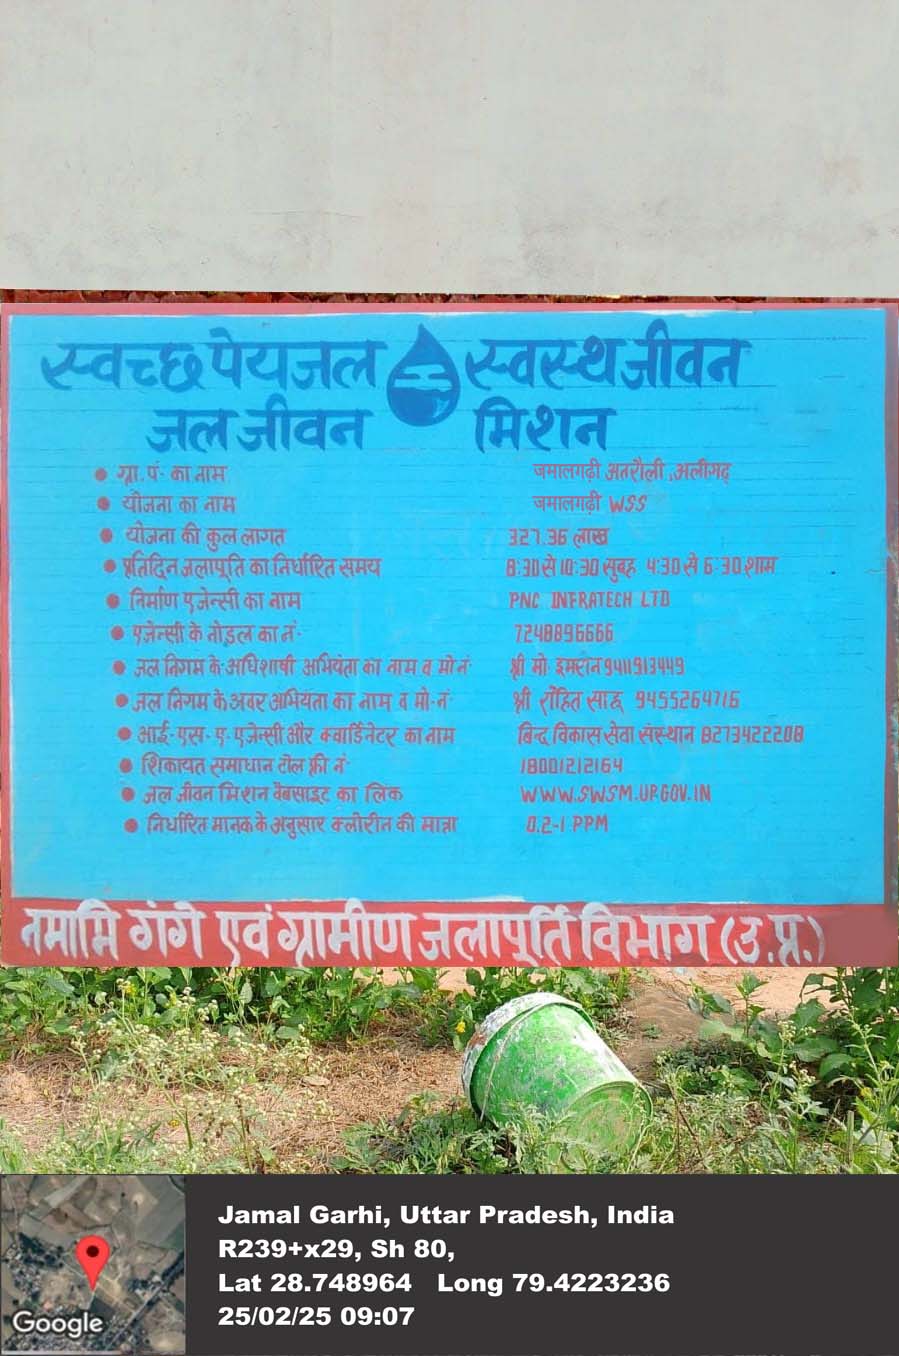 स्वच्छ पेयजल स्वस्थ जीवन
जल जीवन मिशन
• ग्रा. पं. का नाम जमालगढ़ी अतरौली ,अलीगढ़
• योजना का नाम जमालगढ़ी WSS
• योजना की कुल लागत 327.36 लाख
• प्रतिदिन जलापूति का निर्धारित समय 8:30 से 10:30 सुबह 4:30 से 6:30 शाम
• निर्माण एजेन्सी का नाम PNC INFRATECH LTD
• एजेन्सी के नोडल का नं. 7248896666
• जल निगम के अधिशाषी अभियंता का नाम व मो.नं. श्री मो. इमरान 9411913449
• जल निगम के अवर अभियंता का नाम व मो.नं. श्री रोहित साहू 9455264716
• आई.एस.ए. एजेन्सी और क्वार्डिनेटर का नाम बिन्द विकास सेवा संस्थान 8273422208
• शिकायत समाधान टोल फ्री नं. 18001212164
• जल जीवन मिशन वेबसाइट का लिंक WWW.SWSM.UP.GOV.IN
• निर्धारित मानक के अनुसार क्लोरीन की मात्रा 0.2-1 PPM
नमामि गंगे एवं ग्रामीण जलापूर्ति विभाग (उ.प्र.)
Jamal Garhi, Uttar Pradesh, India
R239+x29, Sh 80,
Lat 28.748964 Long 79.4223236
25/02/25 09:07
Google